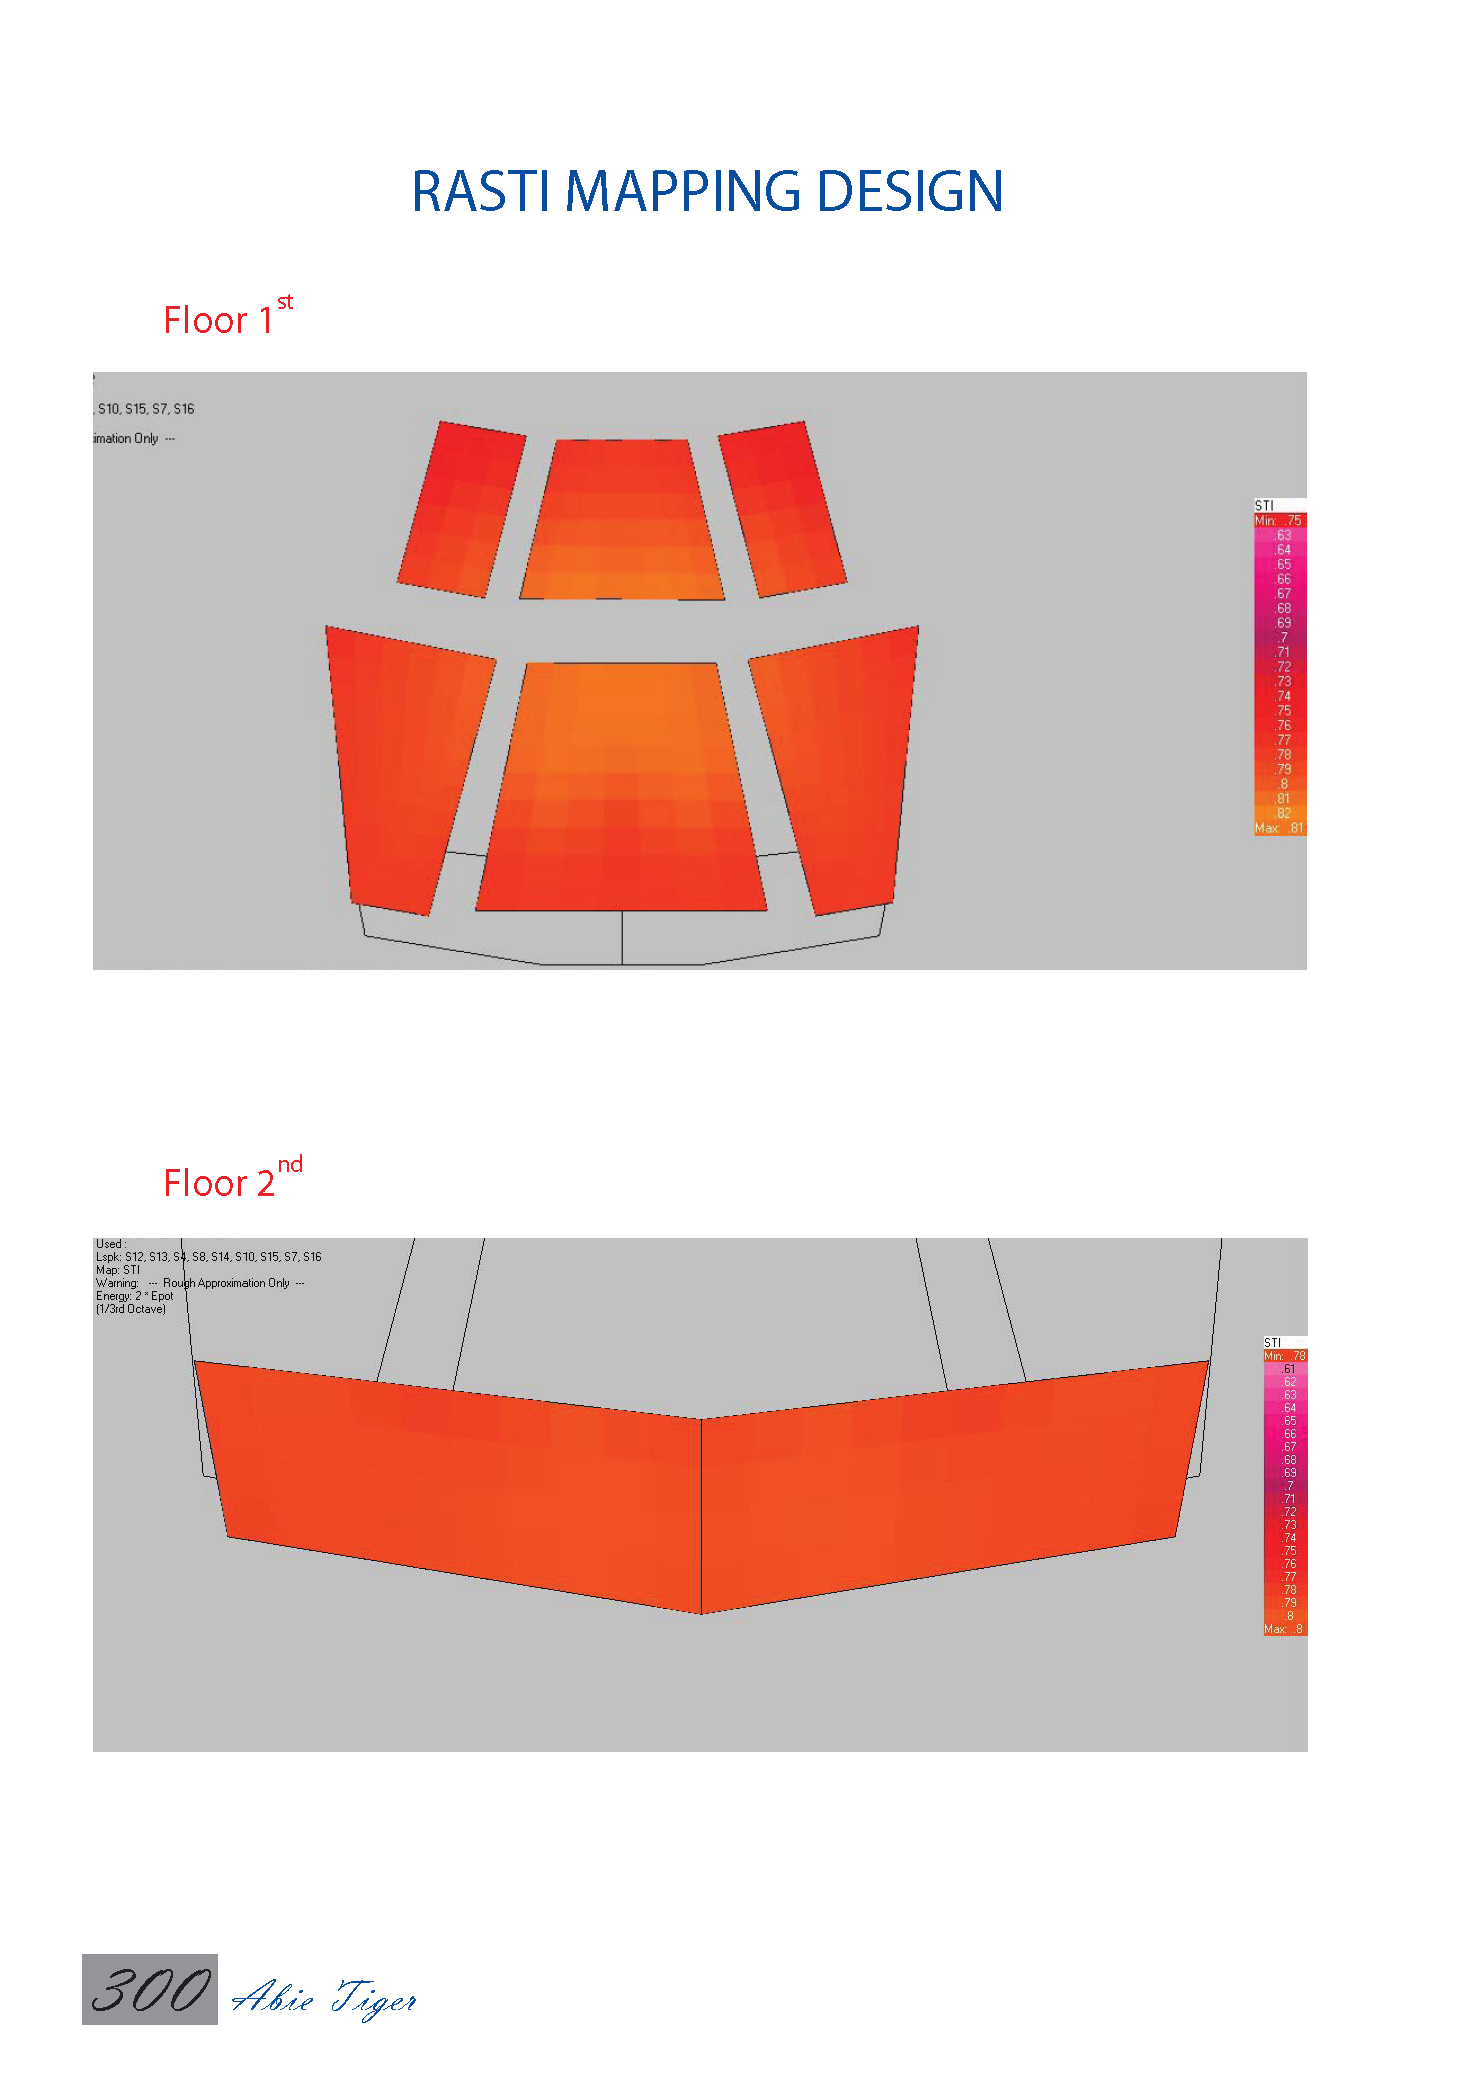 RASTI MAPPING DESIGN
Floor 1st
, S10, S15, S7, S16
imation Only ---
STI
Min: .75
.63
.64
.65
.66
.67
.68
.69
.7
.71
.72
.73
.74
.75
.76
.77
.78
.79
.8
.81
.82
Max: .81
Floor 2nd
Used :
Lspk: S12, S13, S4, S8, S14, S10, S15, S7, S16
Map: STI
Warning: --- Rough Approximation Only ---
Energy: 2 * Epot
(1/3rd Octave)
STI
Min: .78
.61
.62
.63
.64
.65
.66
.67
.68
.69
.7
.71
.72
.73
.74
.75
.76
.77
.78
.79
.8
Max: .8
300 Abie Tiger